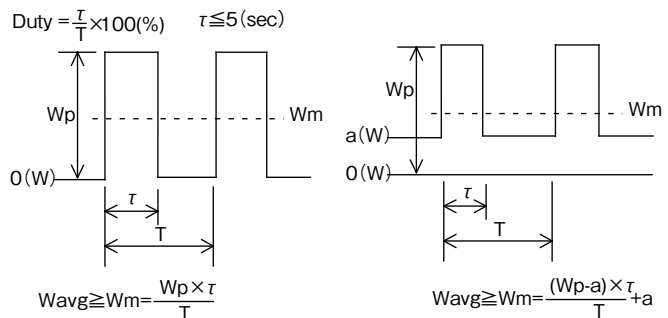 Duty = τ/T ×100(%)
τ≦5(sec)
Wp
Wm
0(W)
τ
T
Wavg≧Wm= Wp×τ/T
Wp
Wm
a(W)
0(W)
τ
T
Wavg≧Wm= (Wp-a)×τ/T +a